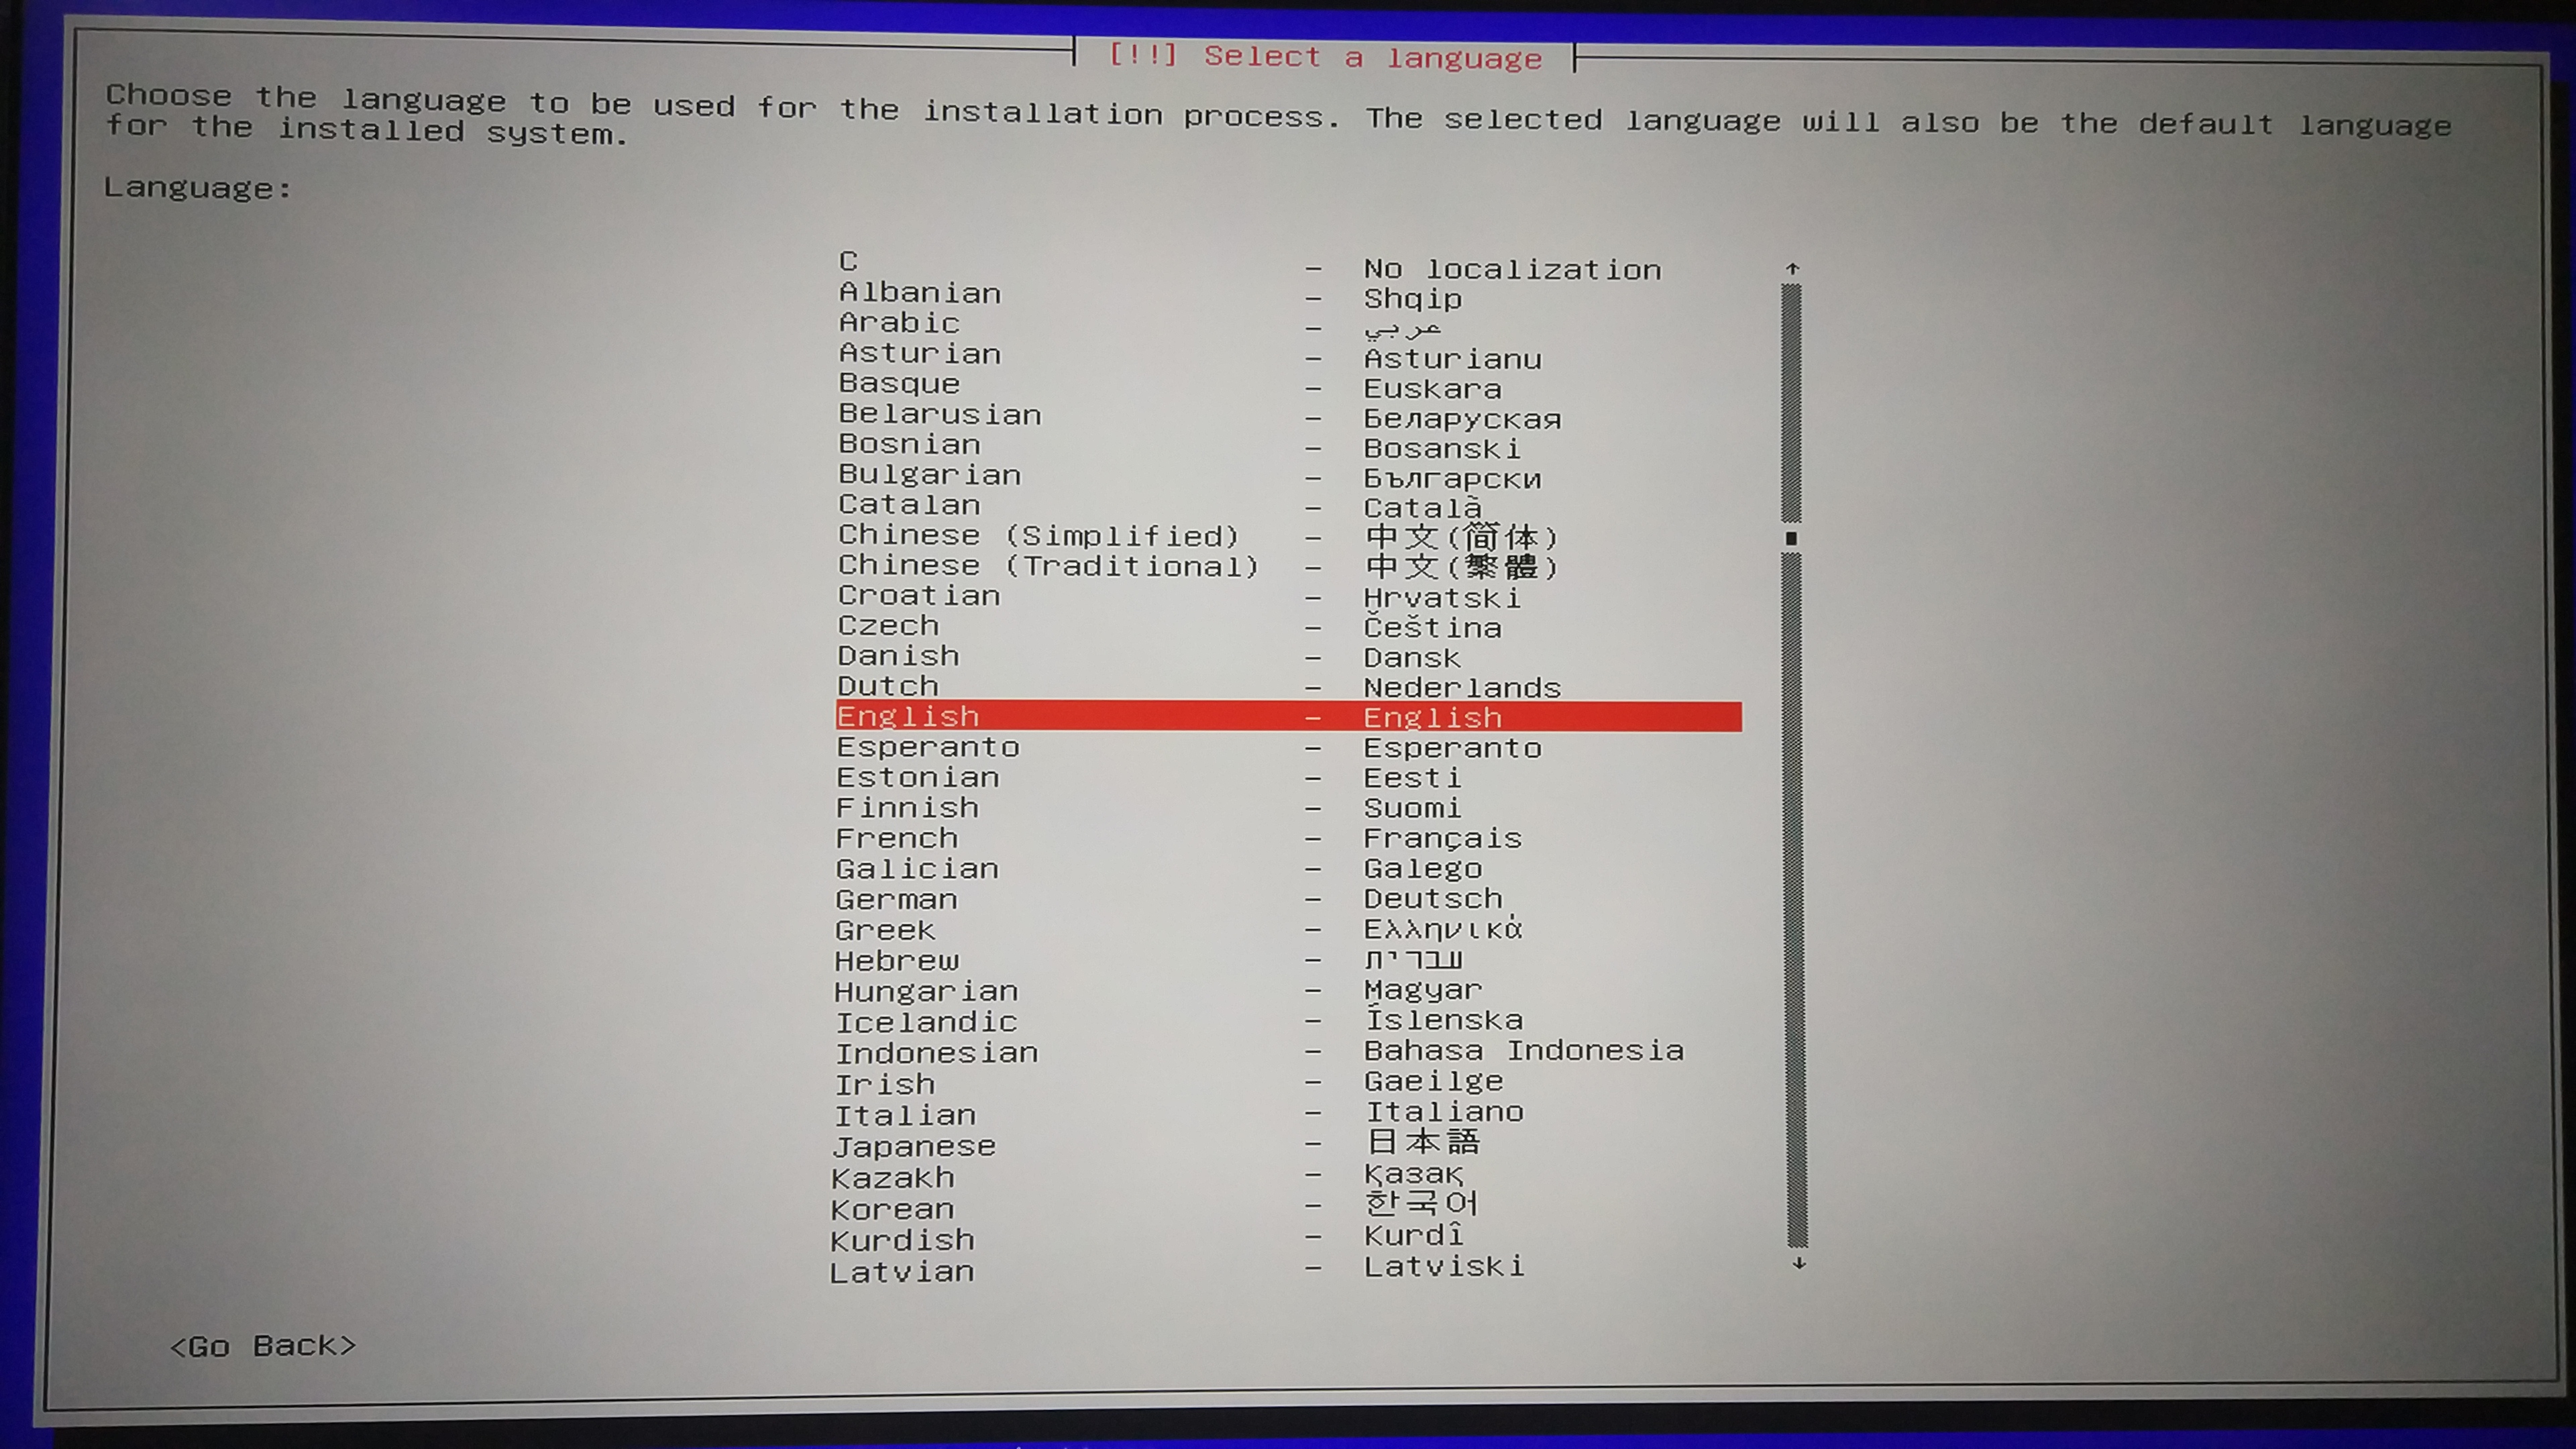 [!!] Select a language
Choose the language to be used for the installation process. The selected language will also be the default language
for the installed system.
Language:
C - No localization
Albanian - Shqip
Arabic - عربي
Asturian - Asturianu
Basque - Euskara
Belarusian - Беларуская
Bosnian - Bosanski
Bulgarian - Български
Catalan - Català
Chinese (Simplified) - 中文(简体)
Chinese (Traditional) - 中文(繁體)
Croatian - Hrvatski
Czech - Čeština
Danish - Dansk
Dutch - Nederlands
English - English
Esperanto - Esperanto
Estonian - Eesti
Finnish - Suomi
French - Français
Galician - Galego
German - Deutsch
Greek - Ελληνικά
Hebrew - עברית
Hungarian - Magyar
Icelandic - Íslenska
Indonesian - Bahasa Indonesia
Irish - Gaeilge
Italian - Italiano
Japanese - 日本語
Kazakh - Қазақ
Korean - 한국어
Kurdish - Kurdî
Latvian - Latviski
<Go Back>